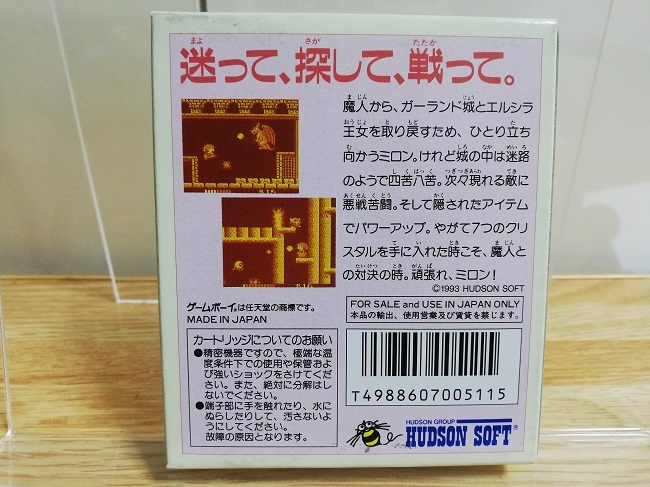 迷って、探して、戦って。
魔人から、ガーランド城とエルシラ
王女を取り戻すため、ひとり立ち
向かうミロン。けれど城の中は迷路
のようで四苦八苦。次々現れる敵に
悪戦苦闘。そして隠されたアイテム
でパワーアップ。やがて7つのクリ
スタルを手に入れた時こそ、魔人と
の対決の時。頑張れ、ミロン!
©1993 HUDSON SOFT
ゲームボーイは任天堂の商標です。
MADE IN JAPAN
FOR SALE and USE IN JAPAN ONLY
本品の輸出、使用営業及び賃貸を禁じます。
カートリッジについてのお願い
●精密機器ですので、極端な温
度条件下での使用や保管およ
び強いショックをさけてくださ
い。また、絶対に分解はし
ないでください。
●端子部に手を触れたり、水に
ぬらしたりして、汚さないよう
にしてください。
故障の原因となります。
T4988607005115
HUDSON GROUP
HUDSON SOFT